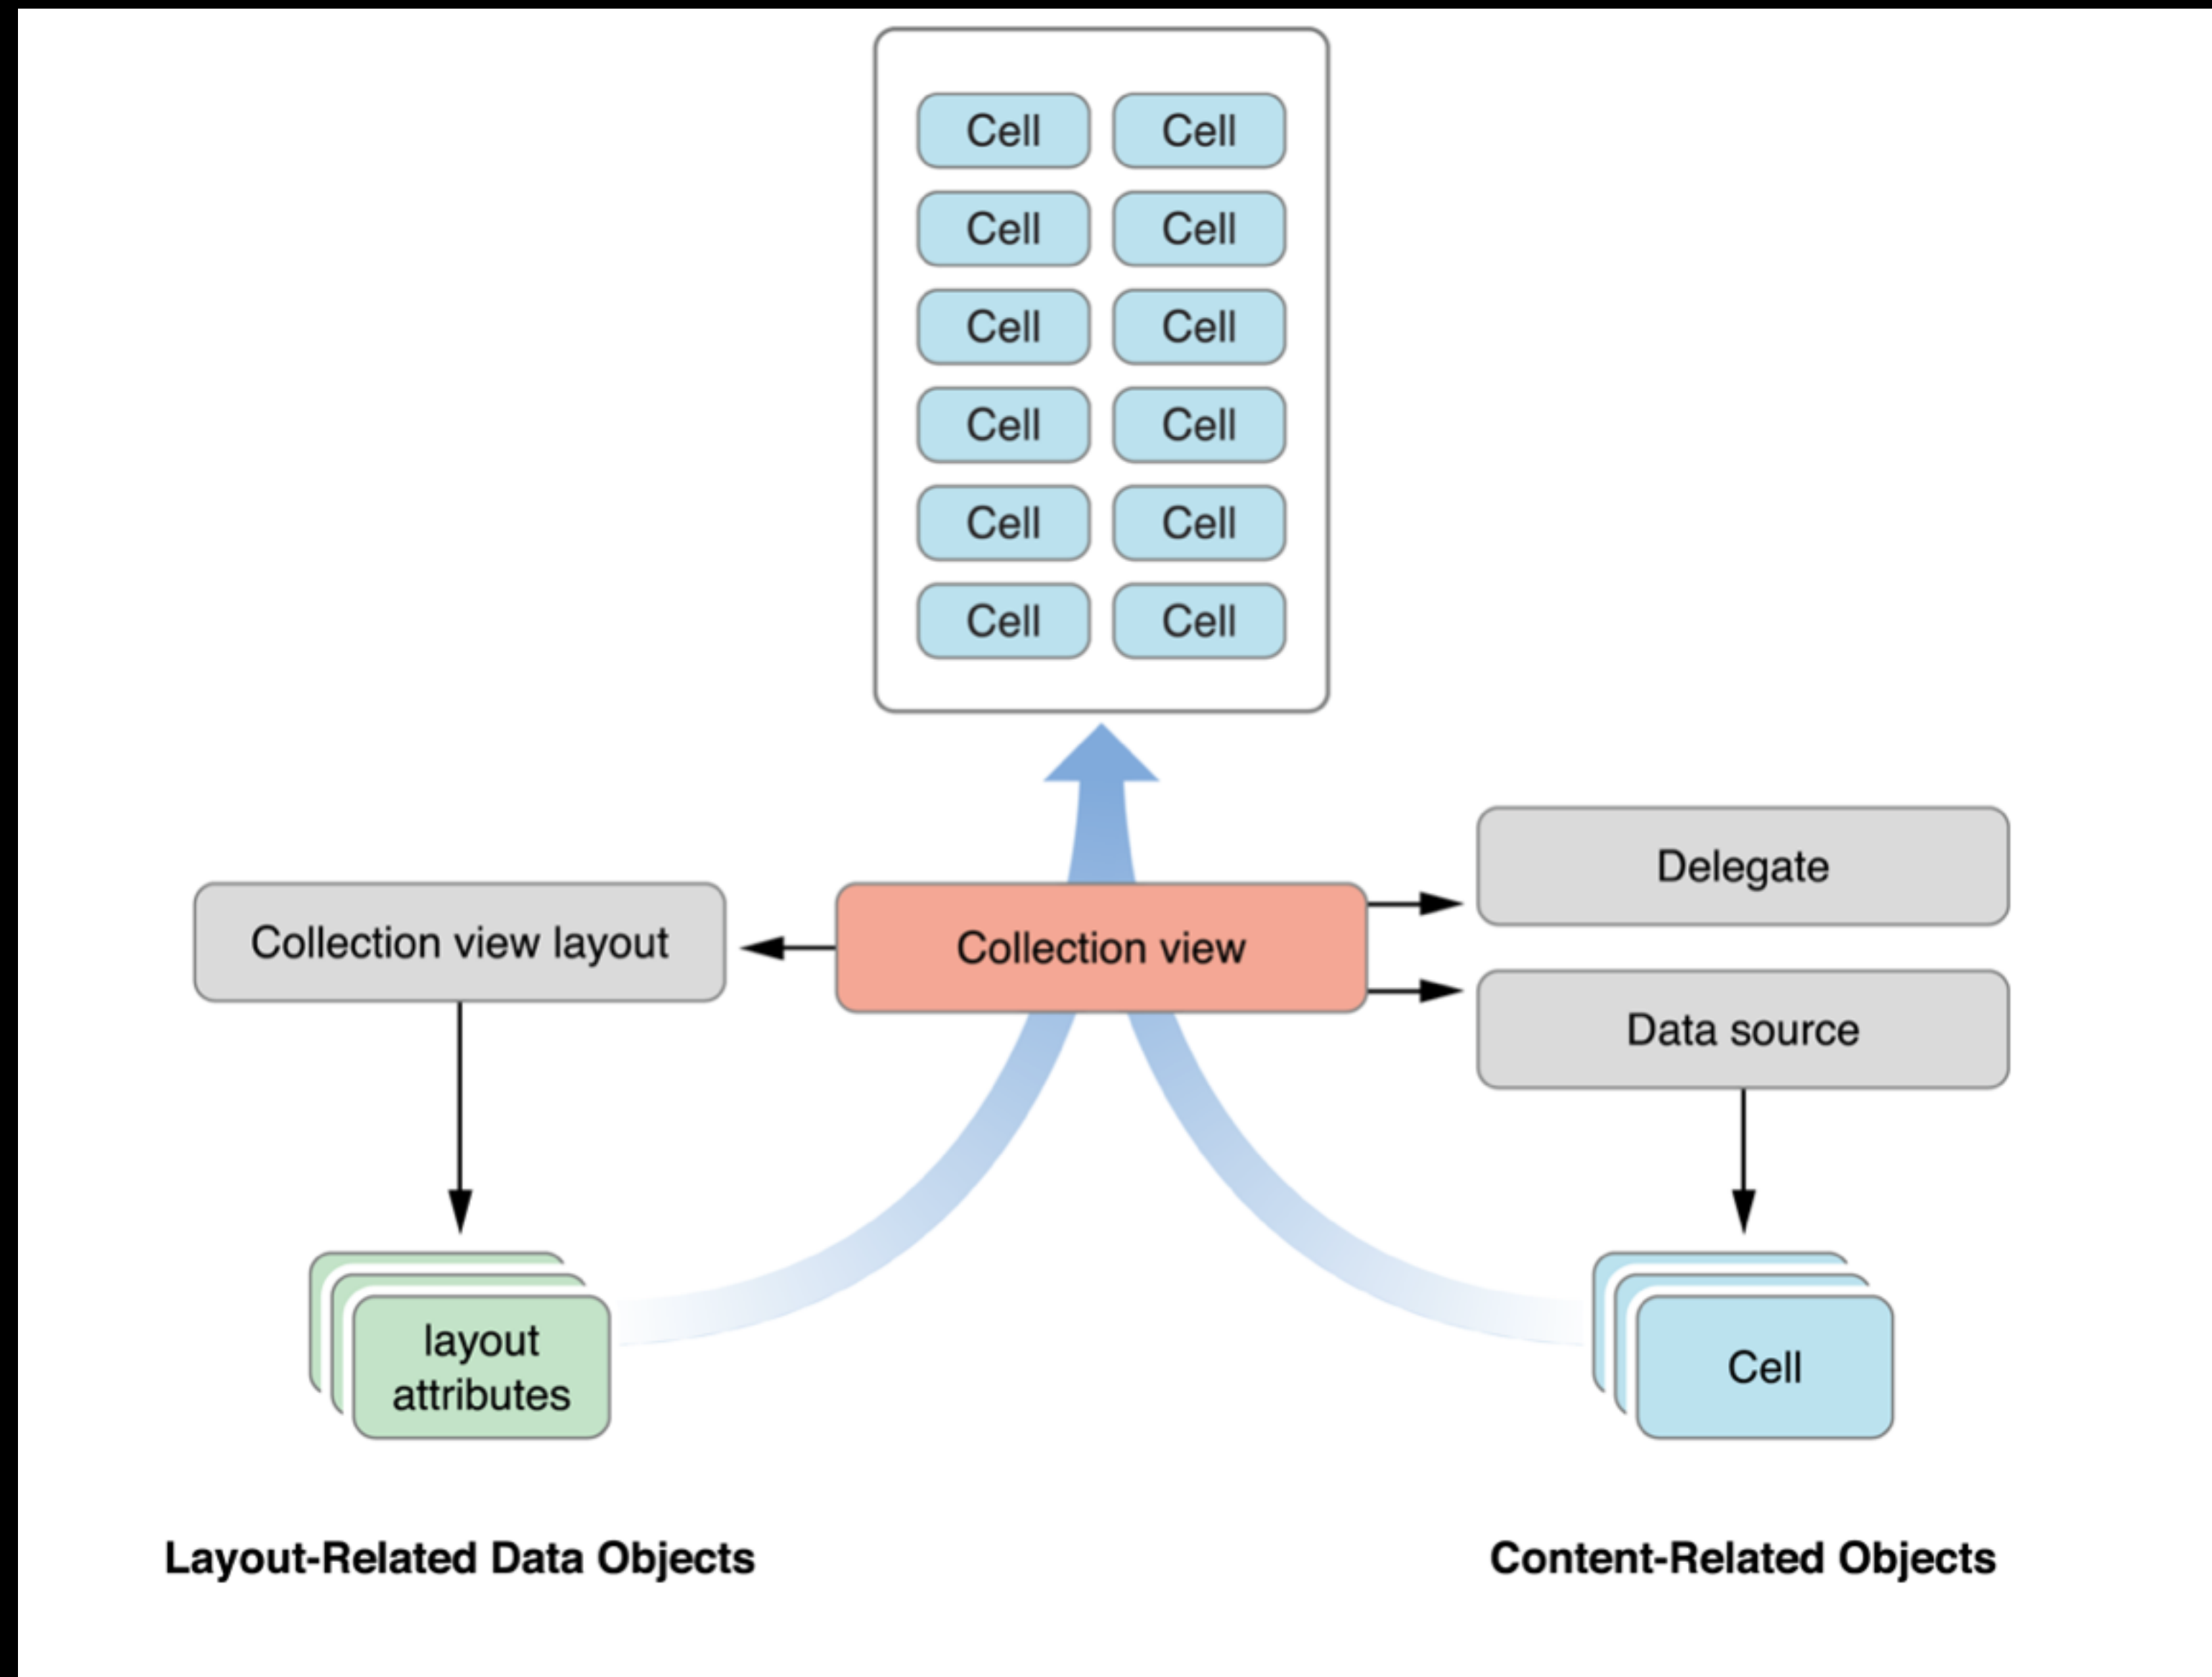 Cell Cell
Cell Cell
Cell Cell
Cell Cell
Cell Cell
Cell Cell
Delegate
Collection view layout
Collection view
Data source
layout
attributes
Cell
Layout-Related Data Objects
Content-Related Objects